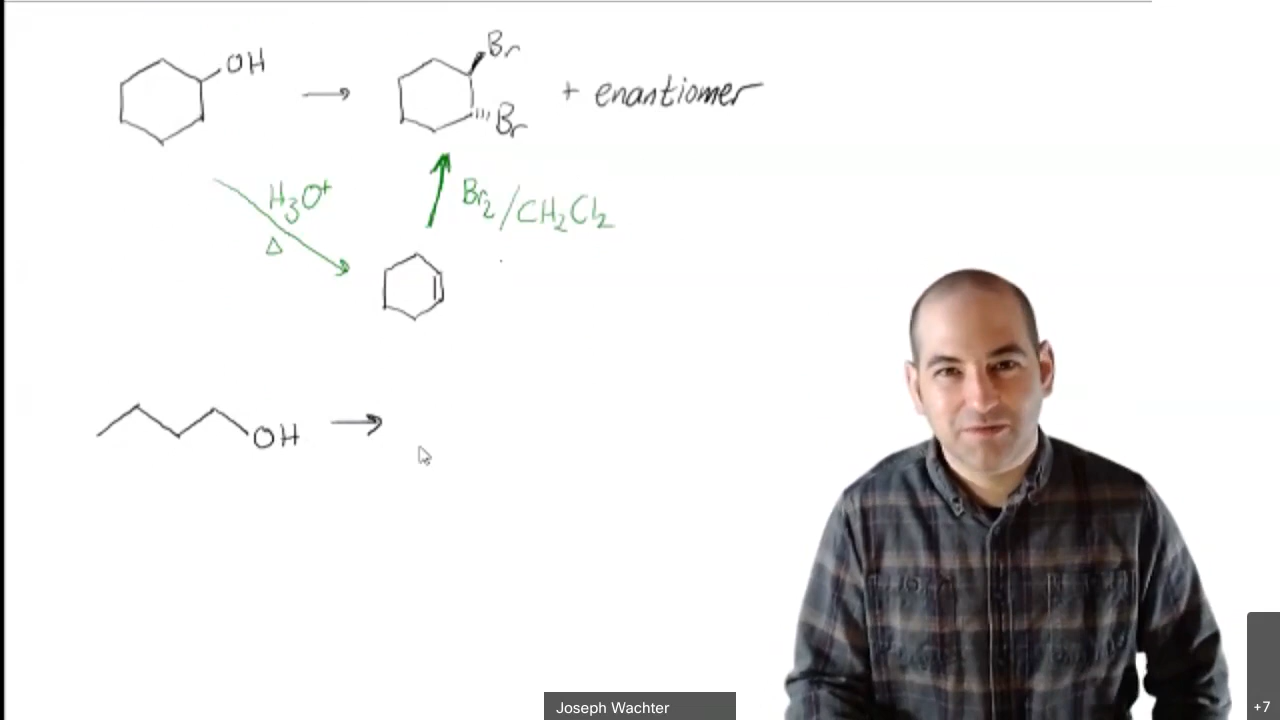 OH → Br
Br + enantiomer
H₃O⁺
Δ
Br₂/CH₂Cl₂
OH →
Joseph Wachter
+7